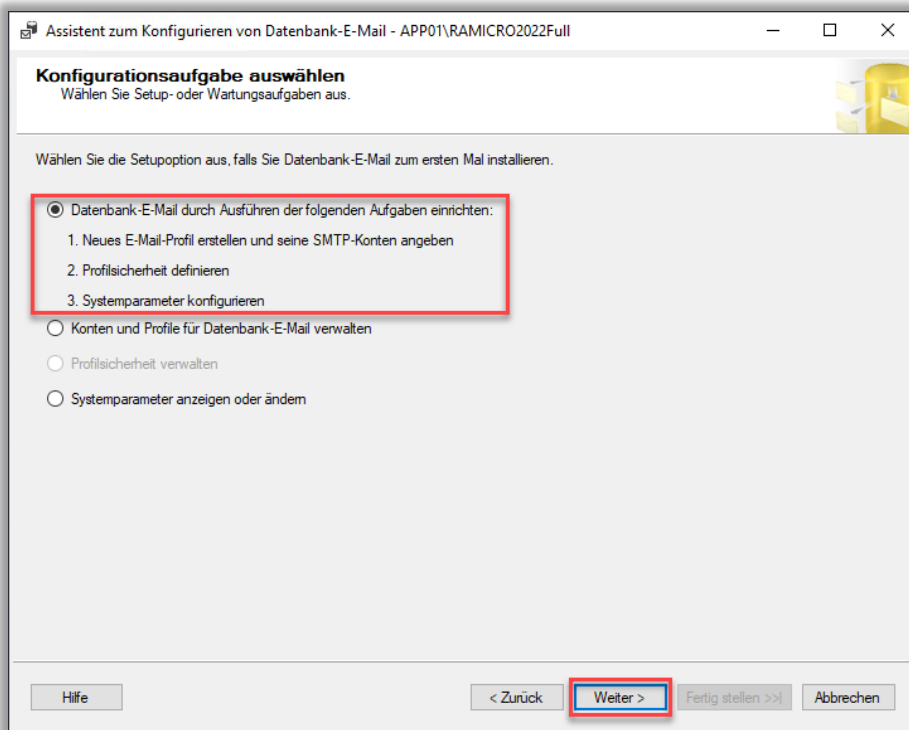 Assistent zum Konfigurieren von Datenbank-E-Mail - APP01\RAMICRO2022Full
Konfigurationsaufgabe auswählen
Wählen Sie Setup- oder Wartungsaufgaben aus.
Wählen Sie die Setupoption aus, falls Sie Datenbank-E-Mail zum ersten Mal installieren.
Datenbank-E-Mail durch Ausführen der folgenden Aufgaben einrichten:
1. Neues E-Mail-Profil erstellen und seine SMTP-Konten angeben
2. Profilsicherheit definieren
3. Systemparameter konfigurieren
Konten und Profile für Datenbank-E-Mail verwalten
Profilsicherheit verwalten
Systemparameter anzeigen oder ändern
Hilfe < Zurück Weiter > Fertig stellen >>| Abbrechen